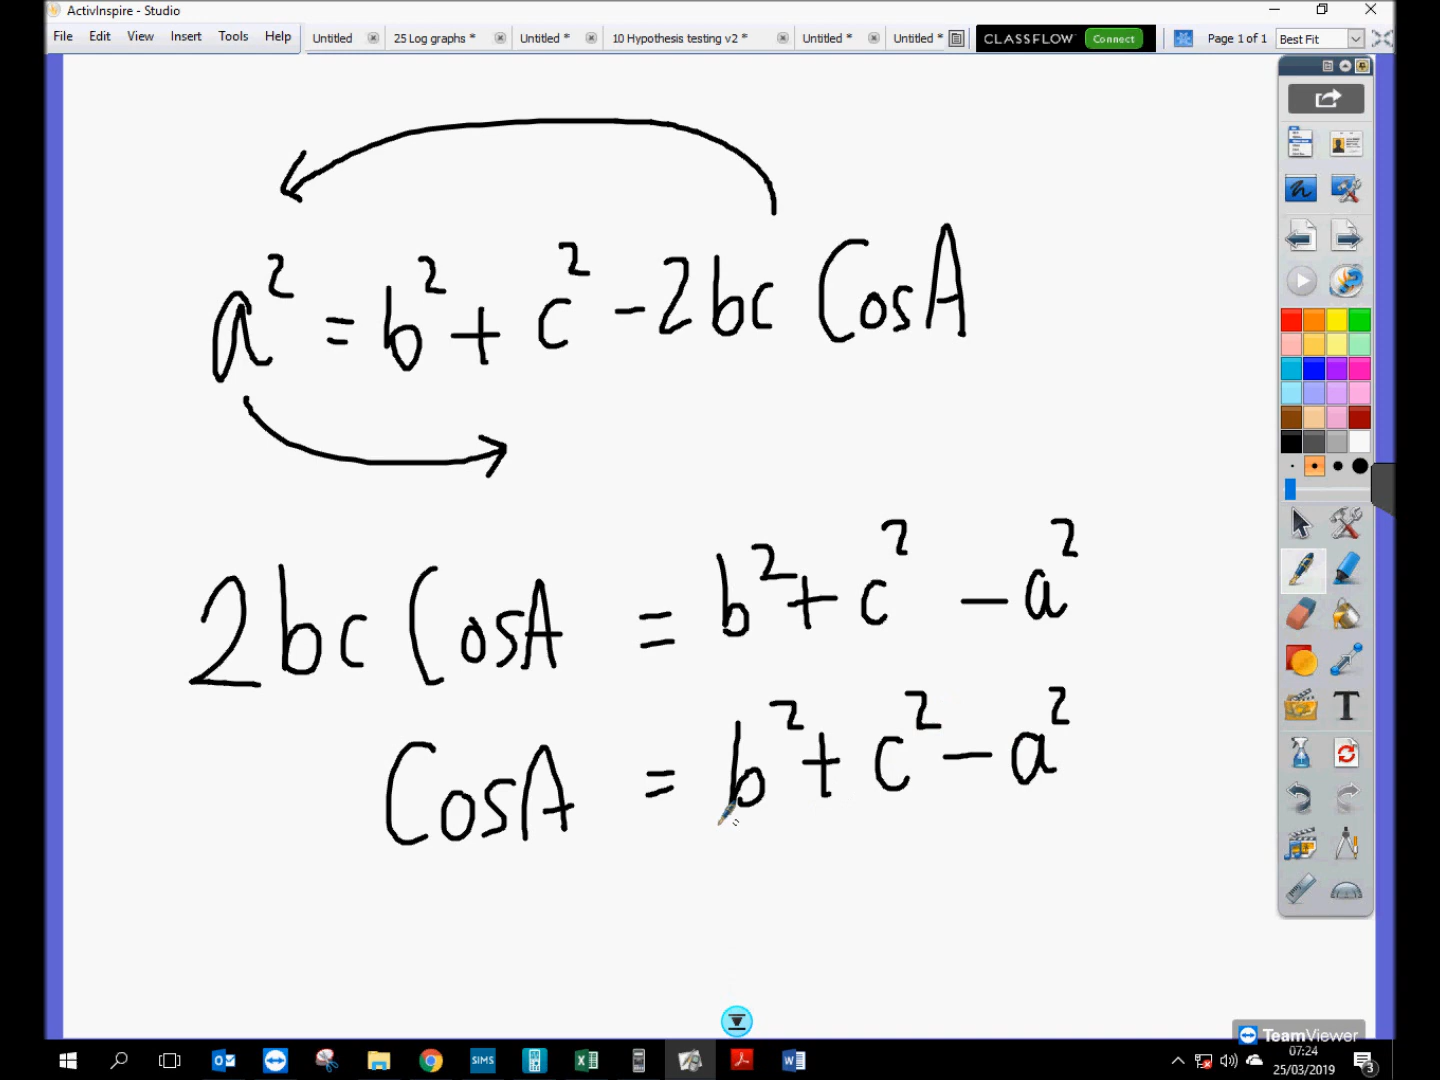 ActivInspire - Studio
File Edit View Insert Tools Help Untitled 25 Log graphs * Untitled * 10 Hypothesis testing v2 * Untitled * Untitled * CLASSFLOW Connect Page 1 of 1 Best Fit
a² = b² + c² - 2bc CosA
2bc CosA = b² + c² - a²
CosA = b² + c² - a²
T
TeamViewer
SIMS
07:24
25/03/2019
3